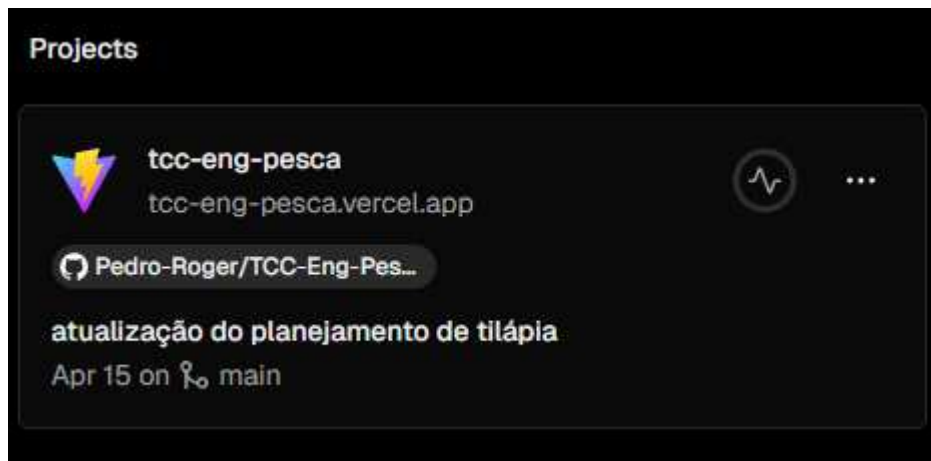 Projects
tcc-eng-pesca
tcc-eng-pesca.vercel.app
Pedro-Roger/TCC-Eng-Pes...
atualização do planejamento de tilápia
Apr 15 on main